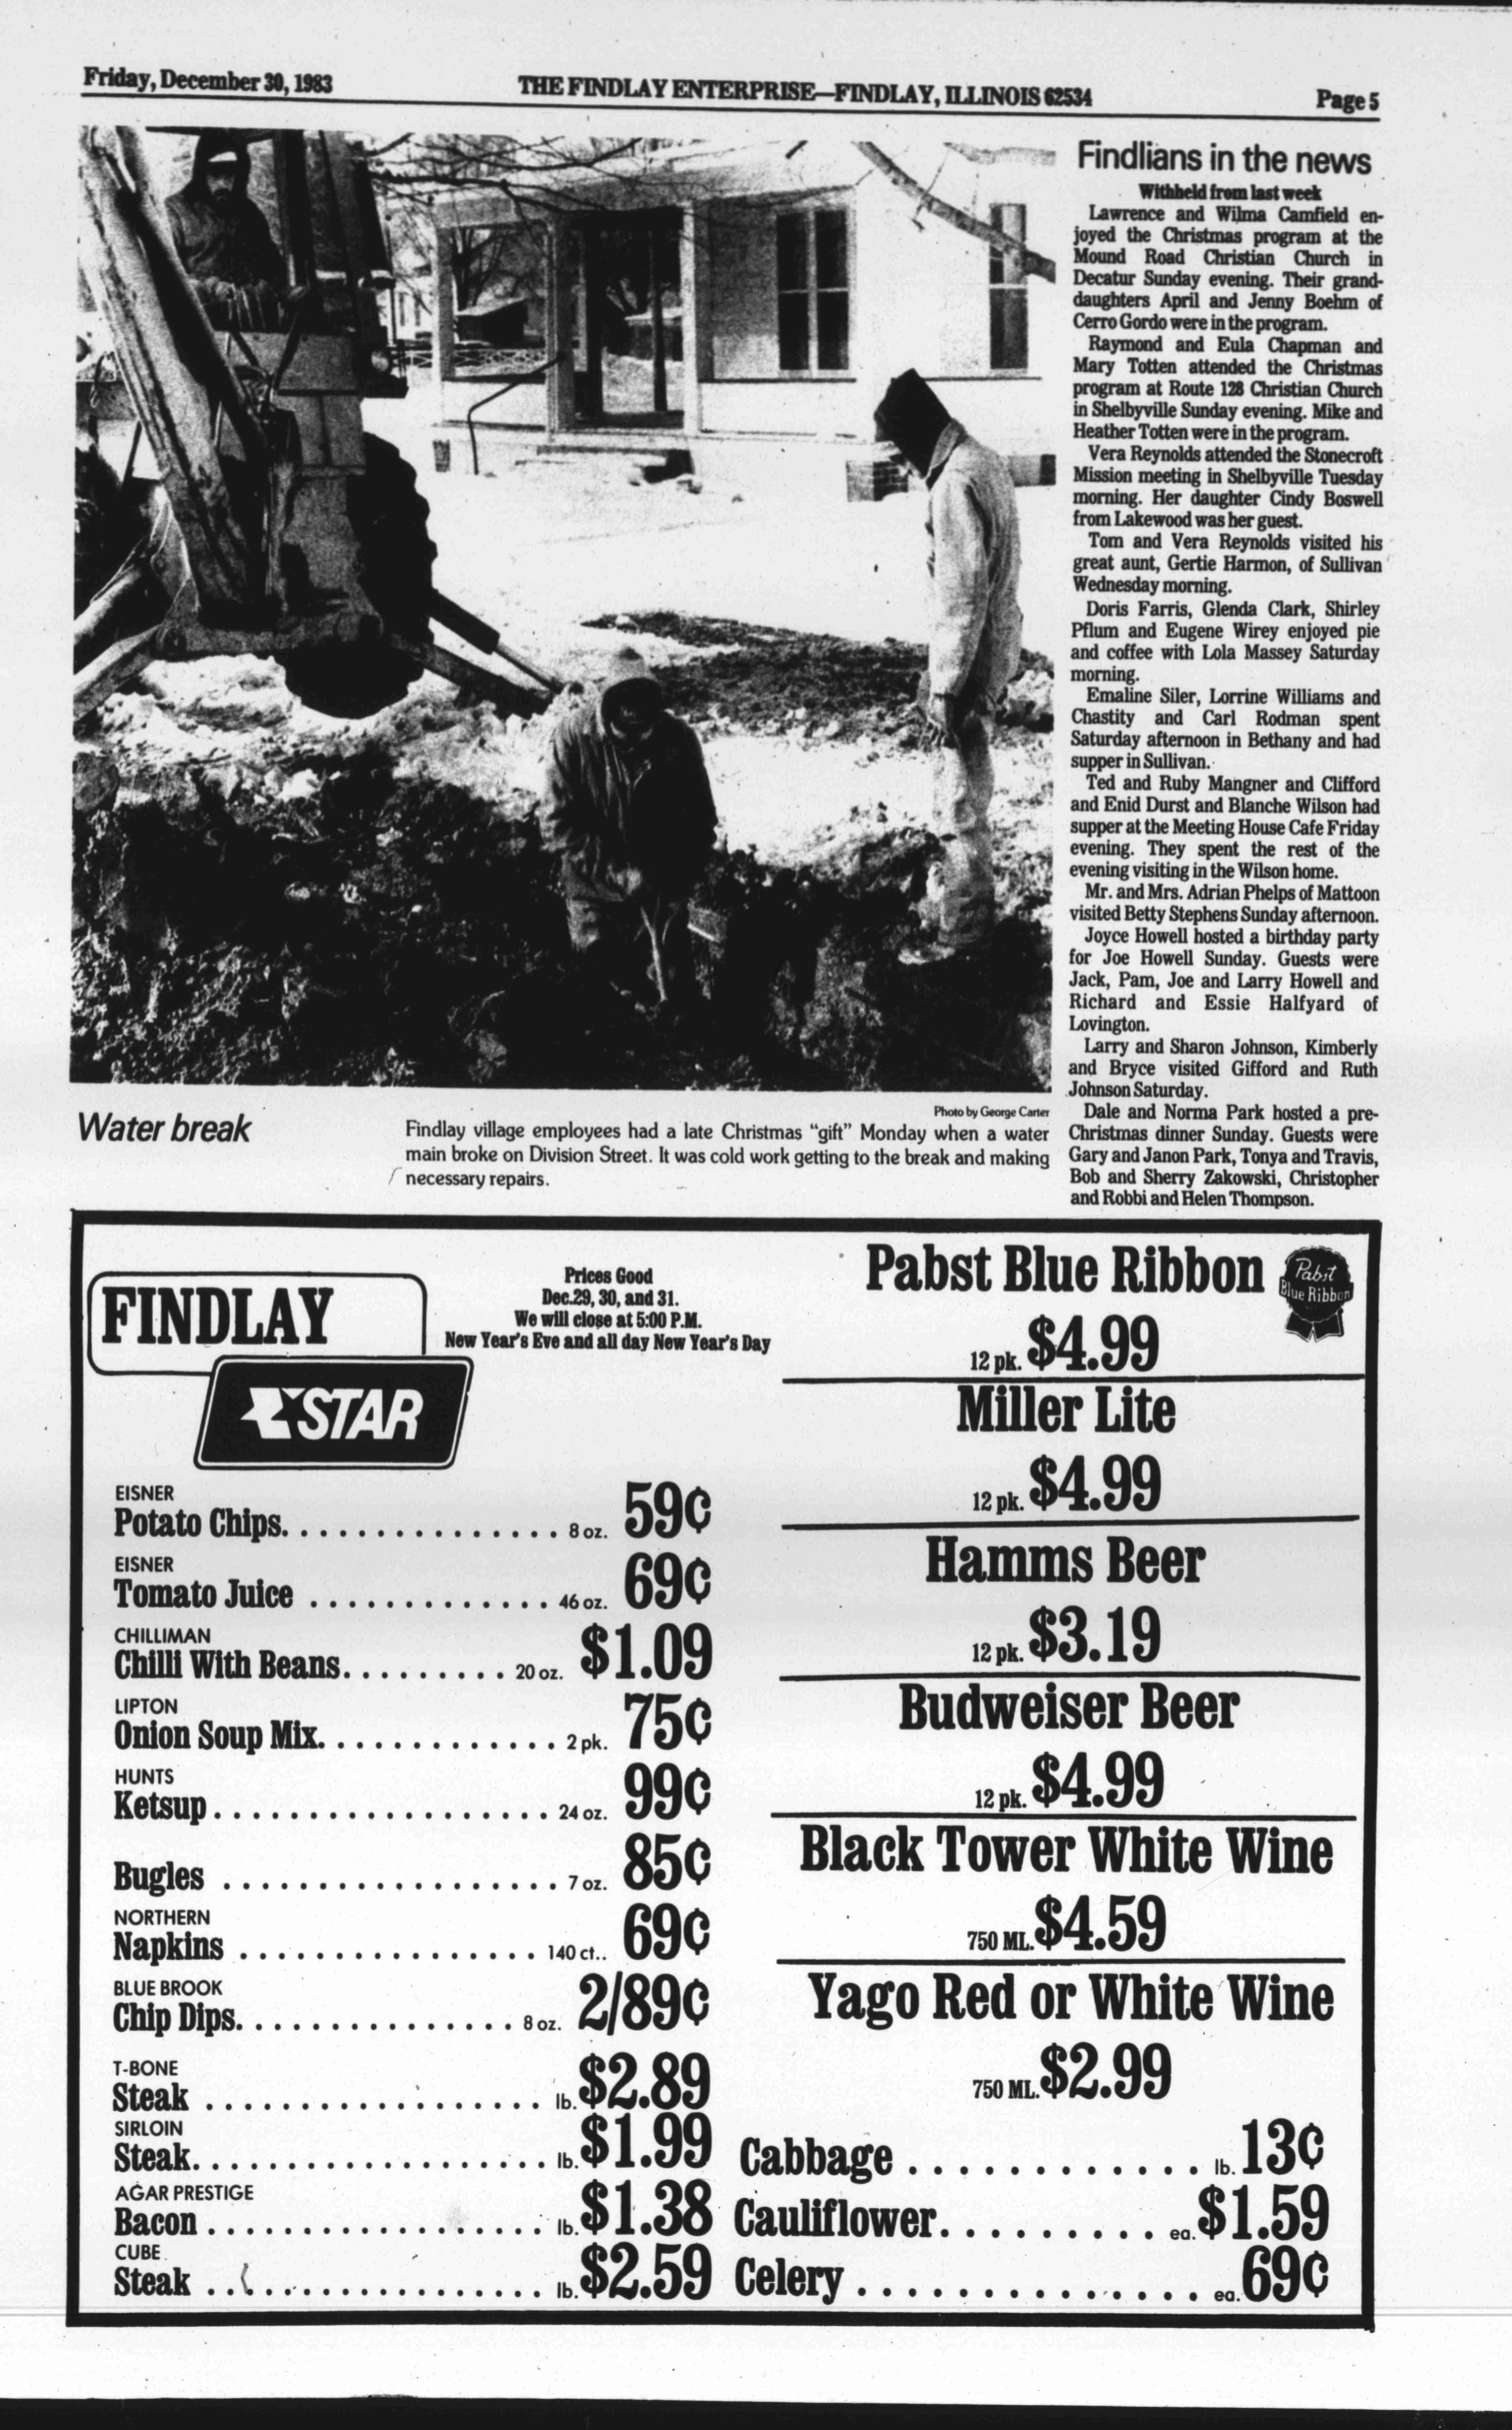 Friday, December 30, 1983
THE FINDLAY ENTERPRISE—FINDLAY, ILLINOIS 62534
Page 5
Findlians in the news
Withheld from last week
Lawrence and Wilma Camfield en-
joyed the Christmas program at the
Mound Road Christian Church in
Decatur Sunday evening. Their grand-
daughters April and Jenny Boehm of
Cerro Gordo were in the program.
Raymond and Eula Chapman and
Mary Totten attended the Christmas
program at Route 128 Christian Church
in Shelbyville Sunday evening. Mike and
Heather Totten were in the program.
Vera Reynolds attended the Stonecroft
Mission meeting in Shelbyville Tuesday
morning. Her daughter Cindy Boswell
from Lakewood was her guest.
Tom and Vera Reynolds visited his
great aunt, Gertie Harmon, of Sullivan
Wednesday morning.
Doris Farris, Glenda Clark, Shirley
Pflum and Eugene Wirey enjoyed pie
and coffee with Lola Massey Saturday
morning.
Emaline Siler, Lorrine Williams and
Chastity and Carl Rodman spent
Saturday afternoon in Bethany and had
supper in Sullivan.
Ted and Ruby Mangner and Clifford
and Enid Durst and Blanche Wilson had
supper at the Meeting House Cafe Friday
evening. They spent the rest of the
evening visiting in the Wilson home.
Mr. and Mrs. Adrian Phelps of Mattoon
visited Betty Stephens Sunday afternoon.
Joyce Howell hosted a birthday party
for Joe Howell Sunday. Guests were
Jack, Pam, Joe and Larry Howell and
Richard and Essie Halfyard of
Lovington.
Larry and Sharon Johnson, Kimberly
and Bryce visited Gifford and Ruth
Johnson Saturday.
Dale and Norma Park hosted a pre-
Christmas dinner Sunday. Guests were
Gary and Janon Park, Tonya and Travis,
Bob and Sherry Zakowski, Christopher
and Robbi and Helen Thompson.
Photo by George Carter
Water break
Findlay village employees had a late Christmas "gift" Monday when a water
main broke on Division Street. It was cold work getting to the break and making
necessary repairs.
FINDLAY
STAR
Prices Good
Dec.29, 30, and 31.
We will close at 5:00 P.M.
New Year's Eve and all day New Year's Day
EISNER
Potato Chips. . . . . . . . . . . . . . . 8 oz. 59¢
EISNER
Tomato Juice . . . . . . . . . . . . . 46 oz. 69¢
CHILLIMAN
Chilli With Beans. . . . . . . . . 20 oz. $1.09
LIPTON
Onion Soup Mix. . . . . . . . . . . . . 2 pk. 75¢
HUNTS
Ketsup . . . . . . . . . . . . . . . . . . 24 oz. 99¢
Bugles . . . . . . . . . . . . . . . . . . 7 oz. 85¢
NORTHERN
Napkins . . . . . . . . . . . . . . . . 140 ct.. 69¢
BLUE BROOK
Chip Dips. . . . . . . . . . . . . . . 8 oz. 2/89¢
T-BONE
Steak . . . . . . . . . . . . . . . . . . lb. $2.89
SIRLOIN
Steak. . . . . . . . . . . . . . . . . . . lb. $1.99
AGAR PRESTIGE
Bacon . . . . . . . . . . . . . . . . . . lb. $1.38
CUBE
Steak . . . . . . . . . . . . . . . . . . lb. $2.59
Pabst Blue Ribbon
Pabst
Blue Ribbon
12 pk. $4.99
Miller Lite
12 pk. $4.99
Hamms Beer
12 pk. $3.19
Budweiser Beer
12 pk. $4.99
Black Tower White Wine
750 ML. $4.59
Yago Red or White Wine
750 ML. $2.99
Cabbage . . . . . . . . . . . . . lb. 13¢
Cauliflower. . . . . . . . . . ea. $1.59
Celery . . . . . . . . . . . . . . . ea. 69¢